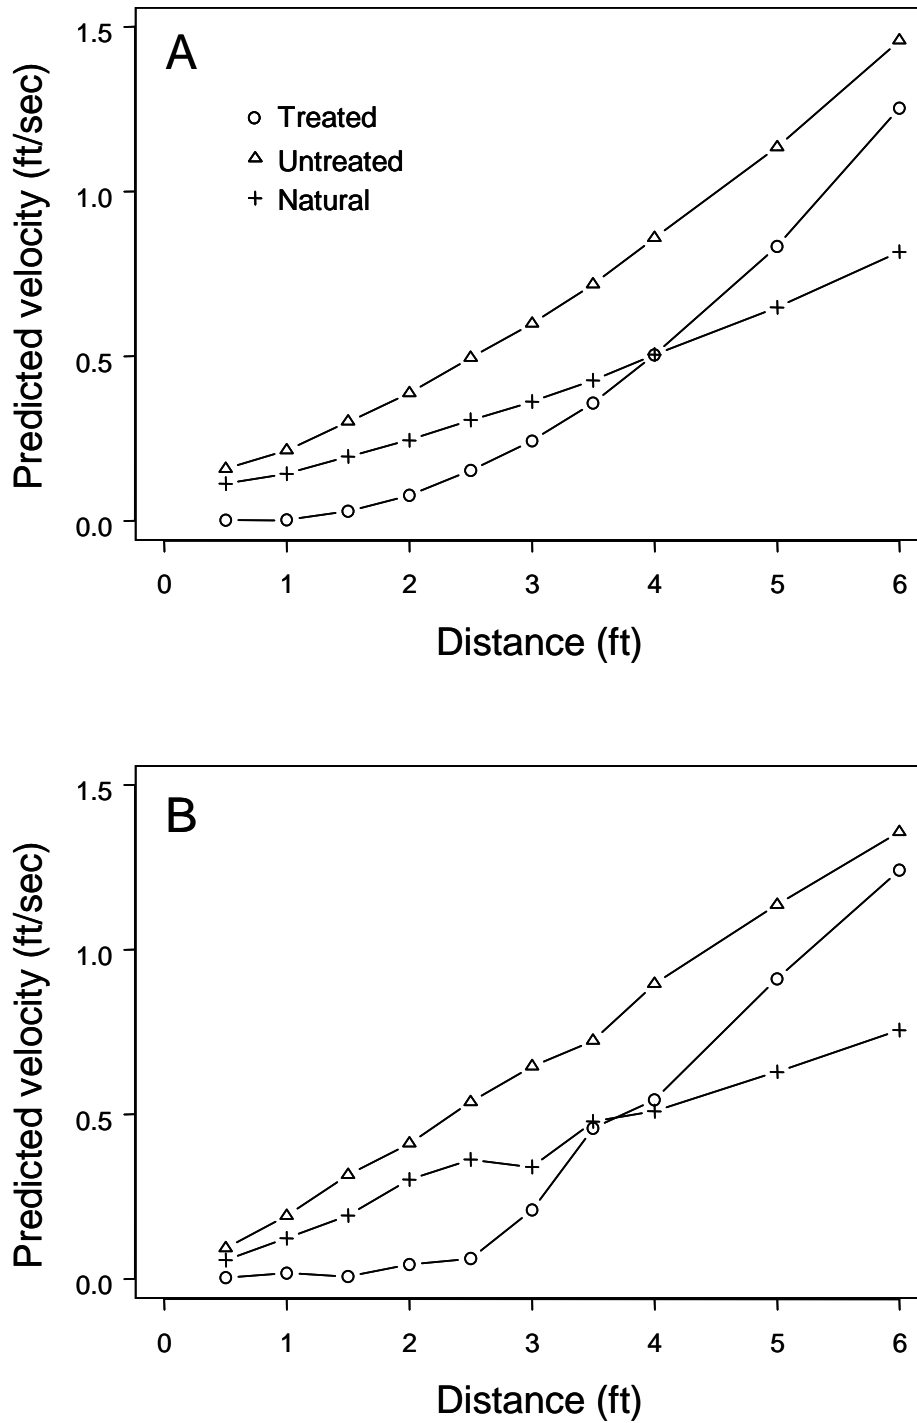 A
Treated
Untreated
Natural
Predicted velocity (ft/sec)
1.5
1.0
0.5
0.0
0 1 2 3 4 5 6
Distance (ft)
B
Predicted velocity (ft/sec)
1.5
1.0
0.5
0.0
0 1 2 3 4 5 6
Distance (ft)